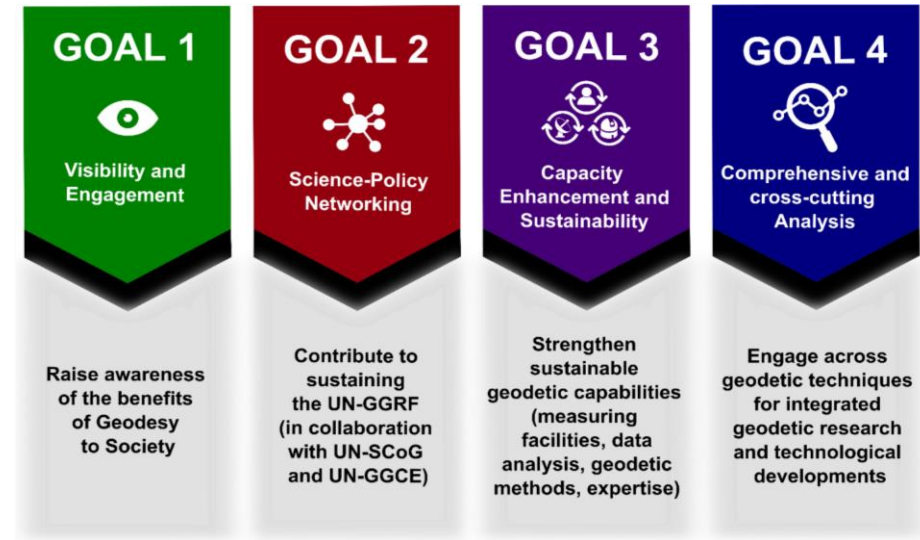 GOAL 1
Visibility and
Engagement
Raise awareness
of the benefits
of Geodesy
to Society
GOAL 2
Science-Policy
Networking
Contribute to
sustaining
the UN-GGRF
(in collaboration
with UN-SCoG
and UN-GGCE)
GOAL 3
Capacity
Enhancement and
Sustainability
Strengthen
sustainable
geodetic capabilities
(measuring
facilities, data
analysis, geodetic
methods, expertise)
GOAL 4
Comprehensive and
cross-cutting
Analysis
Engage across
geodetic techniques
for integrated
geodetic research
and technological
developments